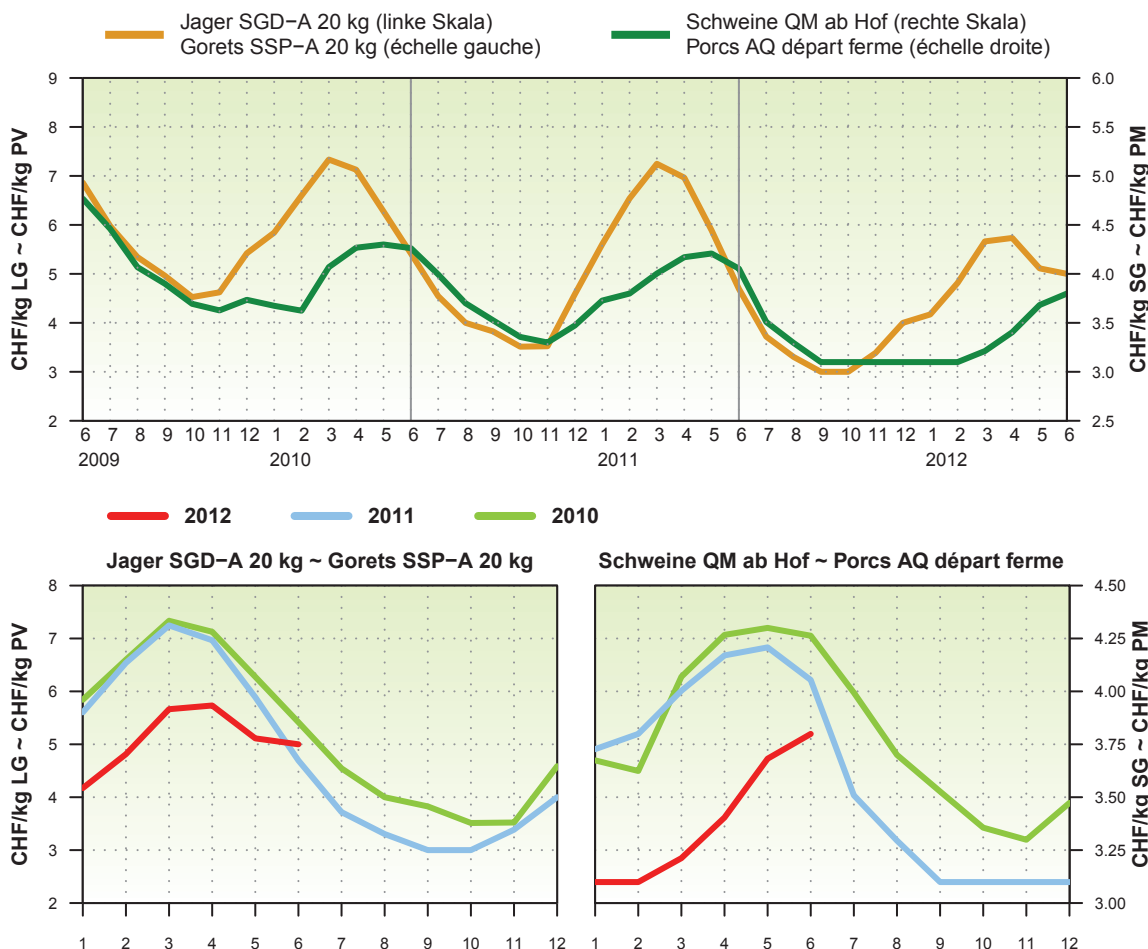 Jager SGD−A 20 kg (linke Skala)
Gorets SSP−A 20 kg (échelle gauche)
Schweine QM ab Hof (rechte Skala)
Porcs AQ départ ferme (échelle droite)
CHF/kg LG ~ CHF/kg PV
9
8
7
6
5
4
3
2
6.0
5.5
5.0
4.5
4.0
3.5
3.0
2.5
CHF/kg SG ~ CHF/kg PM
6 7 8 9 10 11 12 1 2 3 4 5 6 7 8 9 10 11 12 1 2 3 4 5 6 7 8 9 10 11 12 1 2 3 4 5 6
2009 2010 2011 2012
2012 2011 2010
Jager SGD−A 20 kg ~ Gorets SSP−A 20 kg
CHF/kg LG ~ CHF/kg PV
8
7
6
5
4
3
2
1 2 3 4 5 6 7 8 9 10 11 12
Schweine QM ab Hof ~ Porcs AQ départ ferme
4.50
4.25
4.00
3.75
3.50
3.25
3.00
CHF/kg SG ~ CHF/kg PM
1 2 3 4 5 6 7 8 9 10 11 12